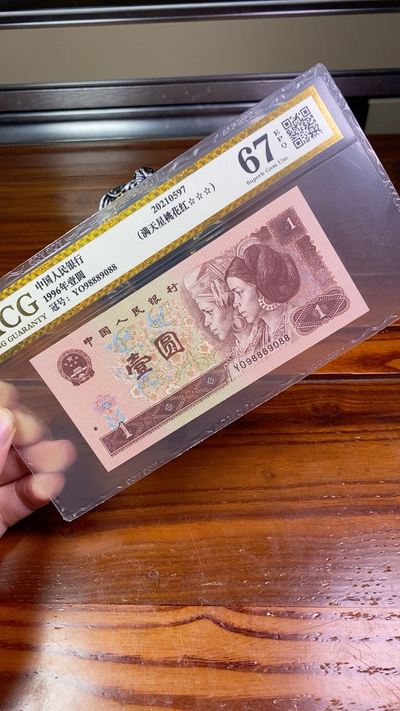 ACG
NG GUARANTY
中国人民银行
1996年壹圆
冠号: YO98889088
20210597
(满天星桃花红☆☆☆)
67
EPQ
Superb Gem Unc
中国人民银行
壹圆
1
1
1
YO98889088